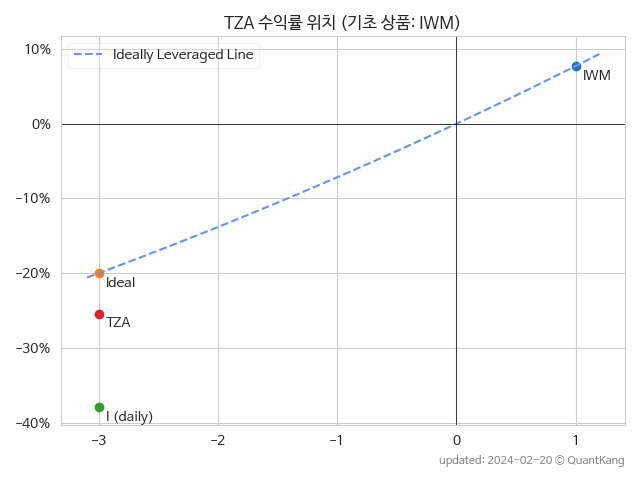 TZA 수익률 위치 (기초 상품: IWM)
10%
0%
−10%
−20%
−30%
−40%
Ideally Leveraged Line
IWM
Ideal
TZA
I (daily)
−3
−2
−1
0
1
updated: 2024-02-20 © QuantKang